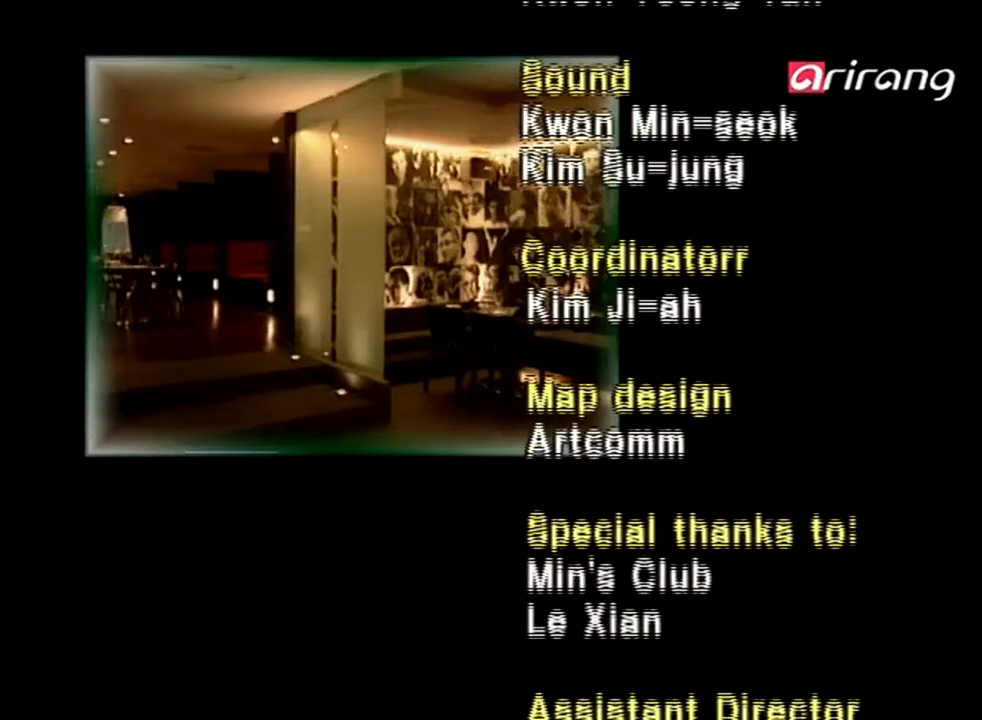 arirang
Sound
Kwon Min-seok
Kim Su-jung
Coordinatorr
Kim Ji-ah
Map design
Artcomm
Special thanks to:
Min's Club
Le Xian
Assistant Director